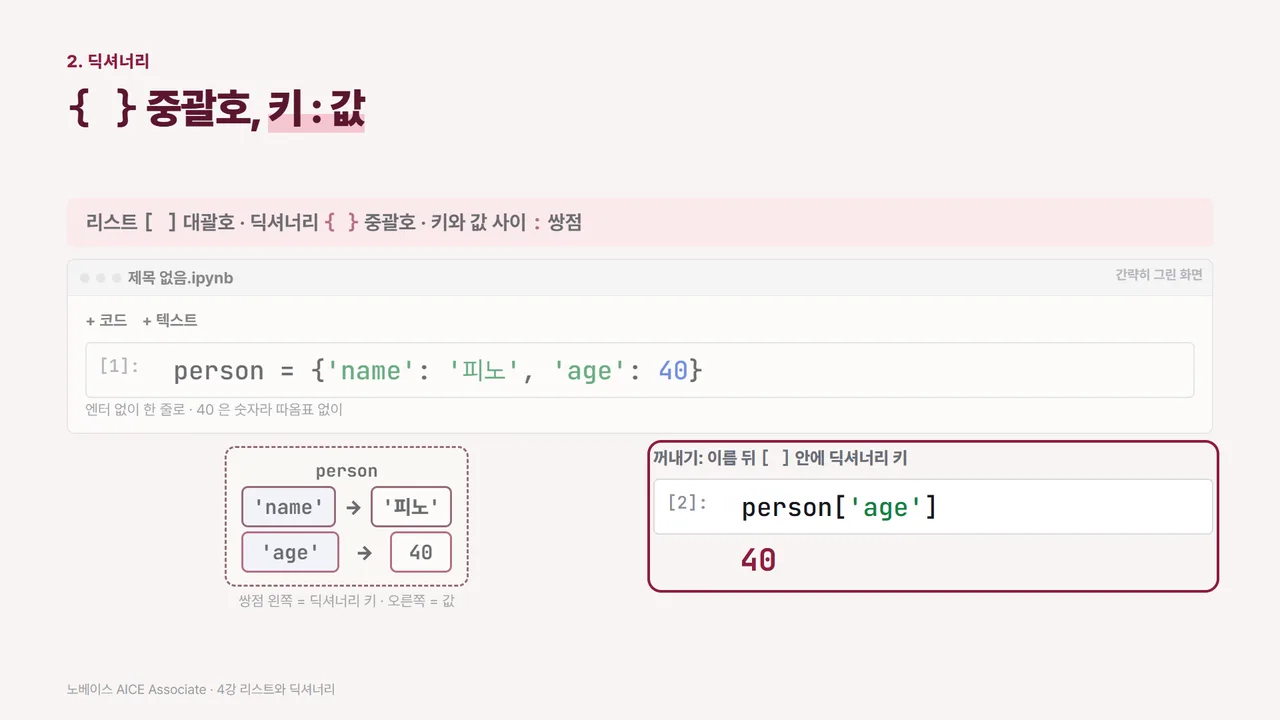 2. 딕셔너리
{ } 중괄호, 키 : 값
리스트 [ ] 대괄호 · 딕셔너리 { } 중괄호 · 키와 값 사이 : 쌍점
제목 없음.ipynb
간략히 그린 화면
+ 코드 + 텍스트
[1]: person = {'name': '피노', 'age': 40}
엔터 없이 한 줄로 · 40 은 숫자라 따옴표 없이
person
'name' → '피노'
'age' → 40
쌍점 왼쪽 = 딕셔너리 키 · 오른쪽 = 값
꺼내기: 이름 뒤 [ ] 안에 딕셔너리 키
[2]: person['age']
40
노베이스 AICE Associate · 4강 리스트와 딕셔너리